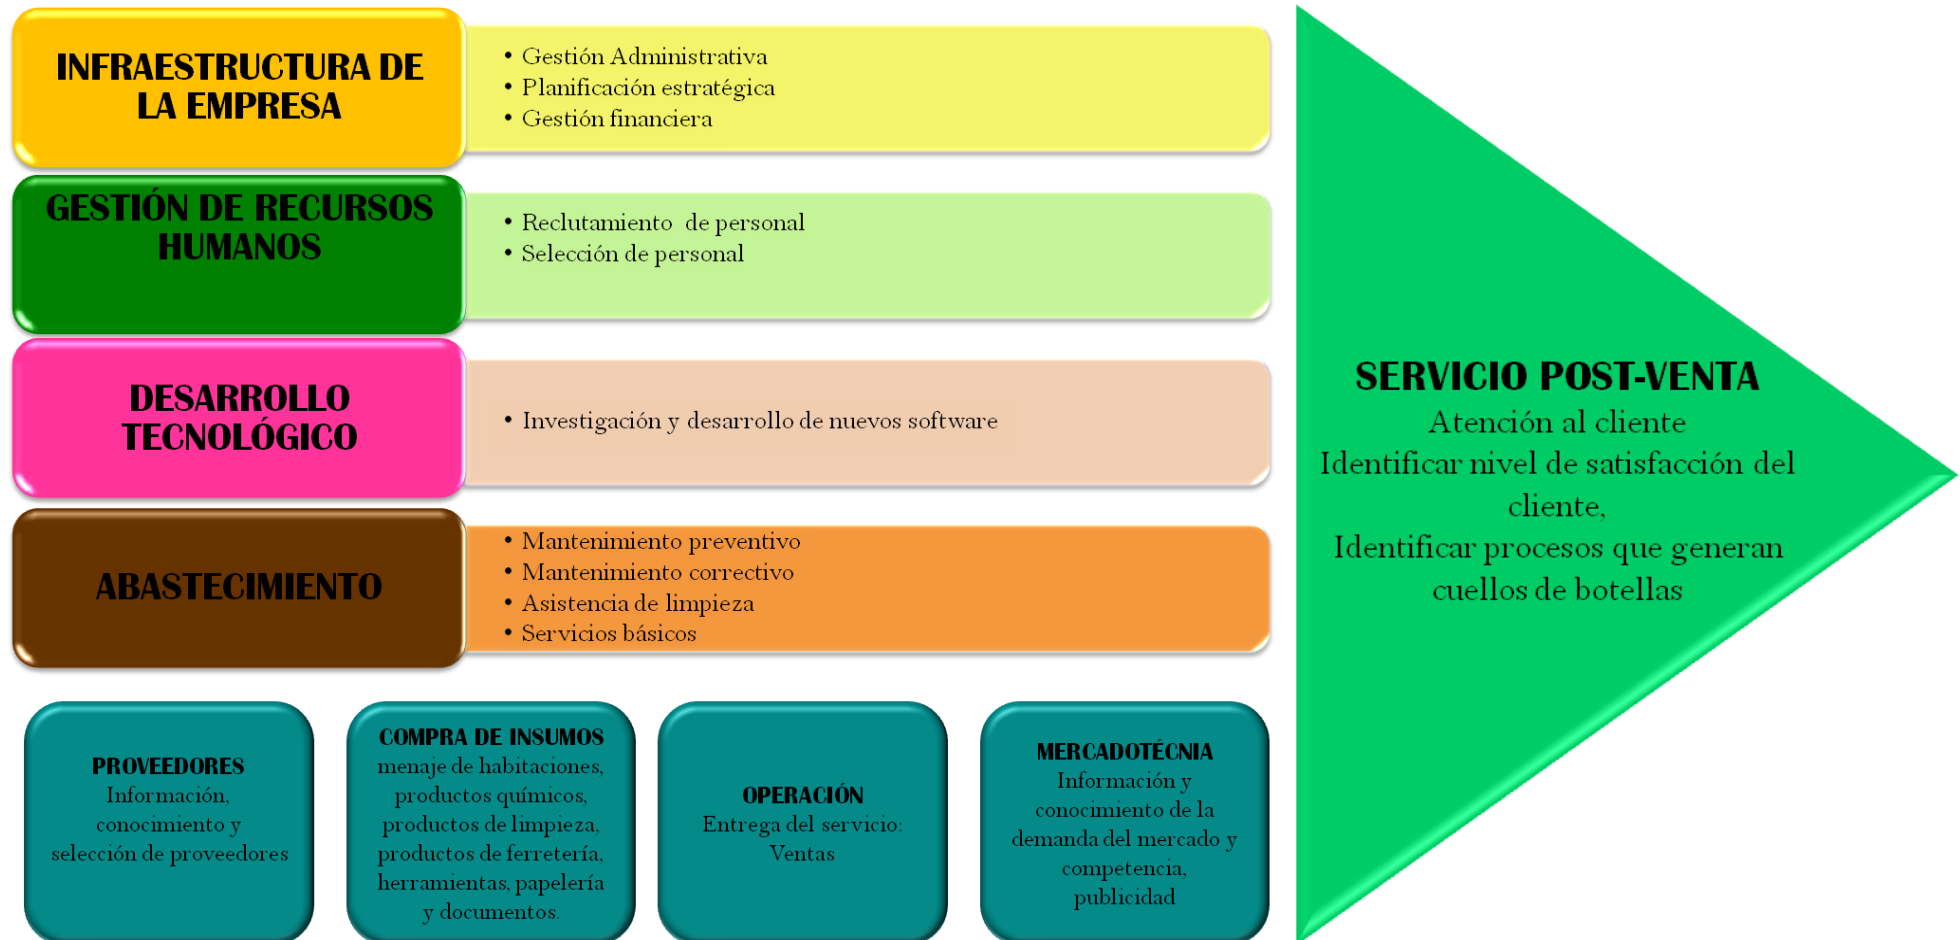 INFRAESTRUCTURA DE
LA EMPRESA
• Gestión Administrativa
• Planificación estratégica
• Gestión financiera
GESTIÓN DE RECURSOS
HUMANOS
• Reclutamiento de personal
• Selección de personal
DESARROLLO
TECNOLÓGICO
• Investigación y desarrollo de nuevos software
ABASTECIMIENTO
• Mantenimiento preventivo
• Mantenimiento correctivo
• Asistencia de limpieza
• Servicios básicos
SERVICIO POST-VENTA
Atención al cliente
Identificar nivel de satisfacción del
cliente,
Identificar procesos que generan
cuellos de botellas
PROVEEDORES
Información,
conocimiento y
selección de proveedores
COMPRA DE INSUMOS
menaje de habitaciones,
productos químicos,
productos de limpieza,
productos de ferretería,
herramientas, papelería
y documentos.
OPERACIÓN
Entrega del servicio:
Ventas
MERCADOTÉCNIA
Información y
conocimiento de la
demanda del mercado y
competencia,
publicidad